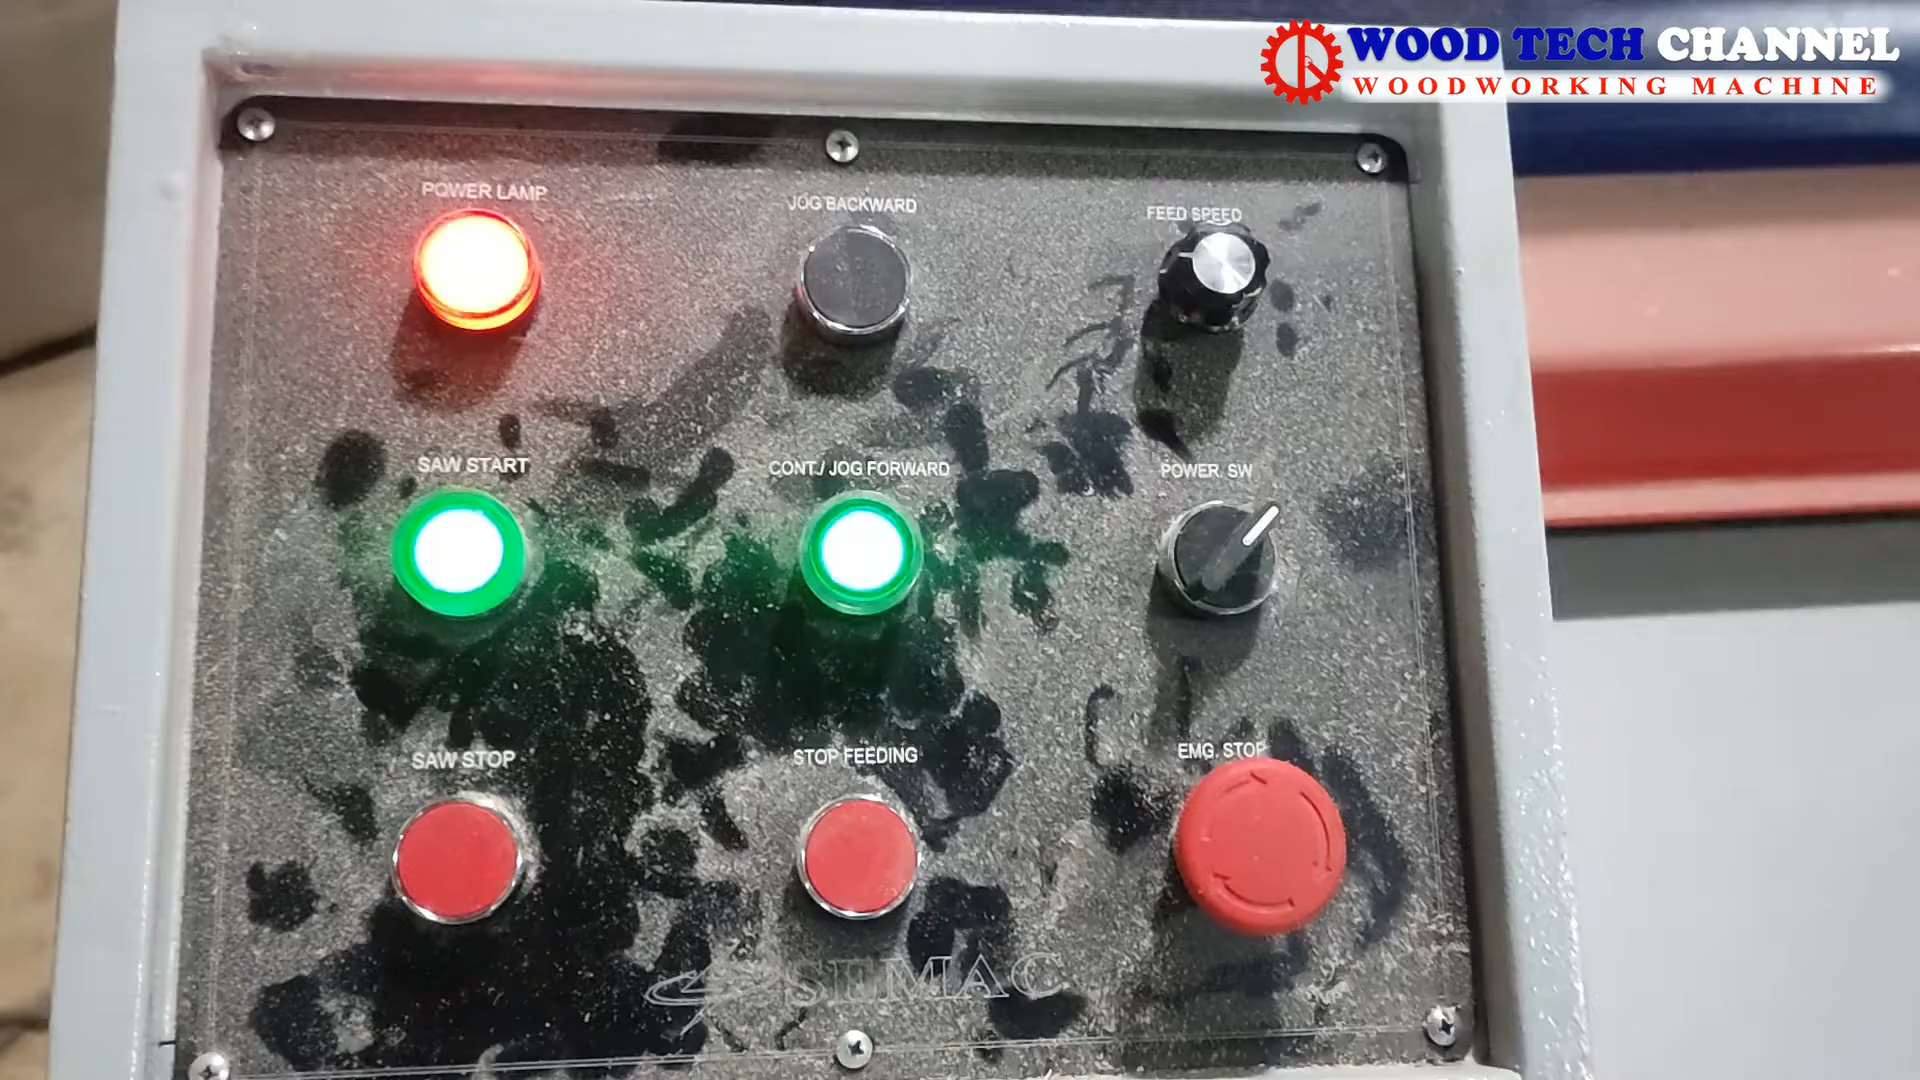 WOOD TECH CHANNEL
WOODWORKING MACHINE
POWER LAMP
JOG BACKWARD
FEED SPEED
SAW START
CONT./ JOG FORWARD
POWER. SW
SAW STOP
STOP FEEDING
EMG. STOP
SEMAC